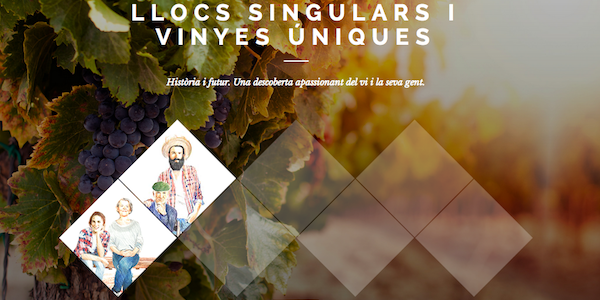 LLOCS SINGULARS I
VINYES ÚNIQUES
Història i futur. Una descoberta apassionant del vi i la seva gent.